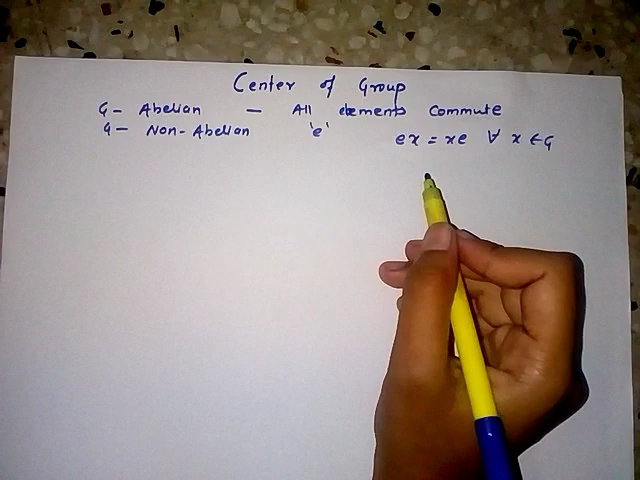 Center of Group
G - Abelian - All elements Commute
G - Non-Abelian 'e' ex = xe ∀ x ∈ G